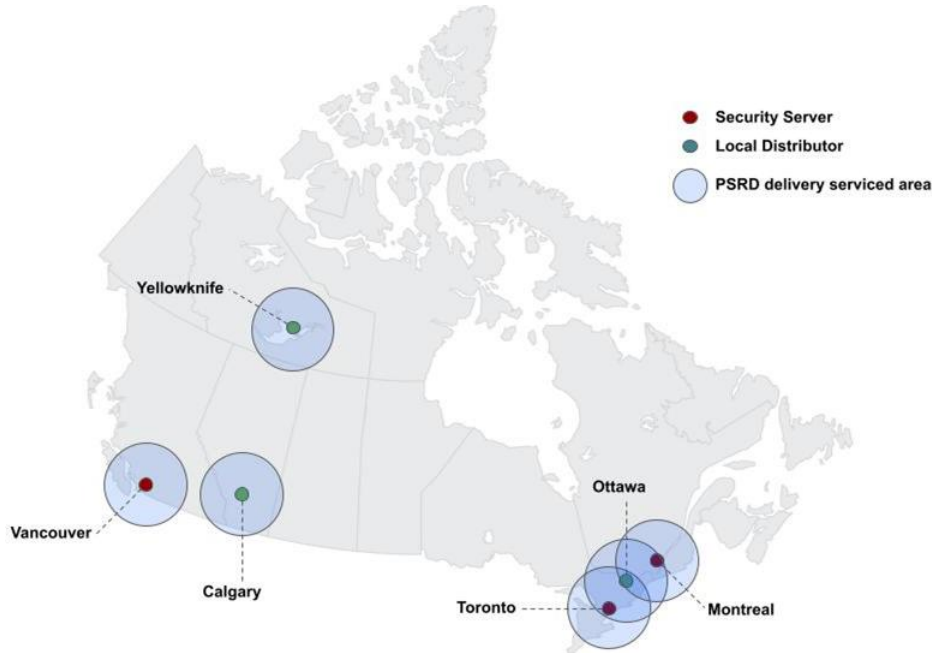 Security Server
Local Distributor
PSRD delivery serviced area
Yellowknife
Ottawa
Vancouver
Calgary
Toronto
Montreal